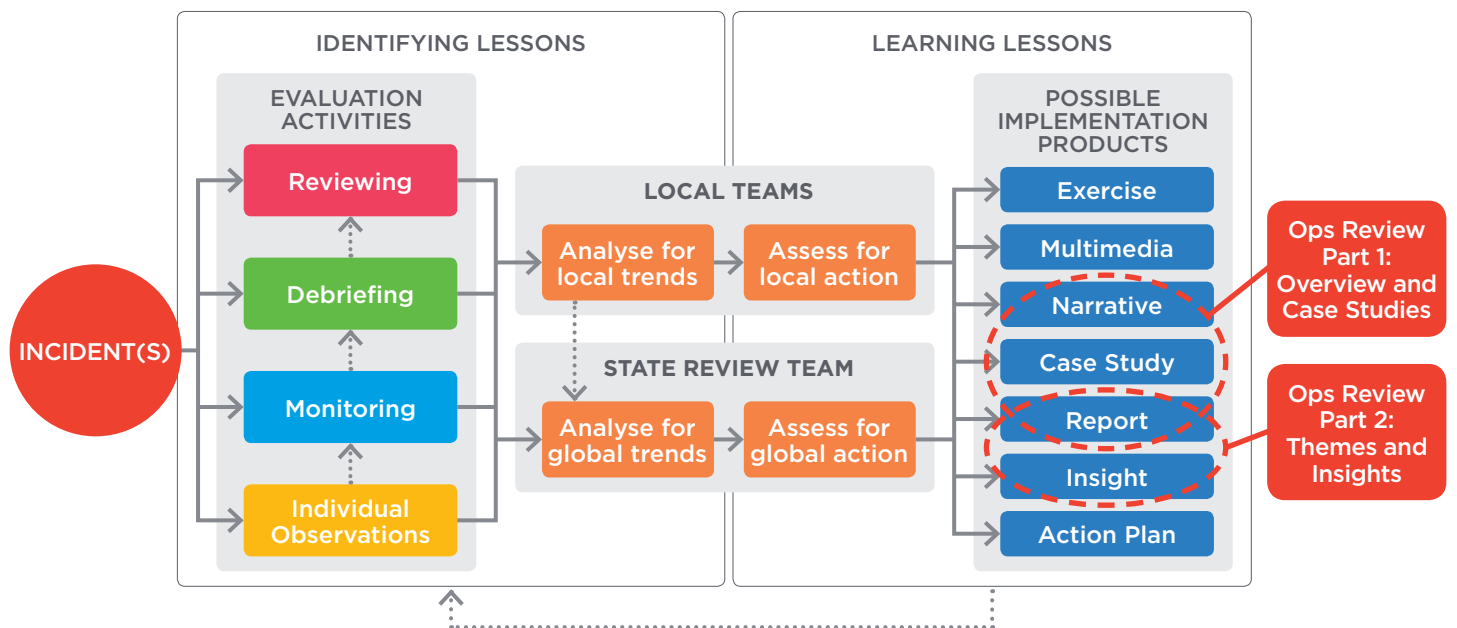 IDENTIFYING LESSONS
LEARNING LESSONS
EVALUATION
ACTIVITIES
Reviewing
Debriefing
Monitoring
Individual
Observations
INCIDENT(S)
LOCAL TEAMS
Analyse for
local trends
Assess for
local action
STATE REVIEW TEAM
Analyse for
global trends
Assess for
global action
POSSIBLE
IMPLEMENTATION
PRODUCTS
Exercise
Multimedia
Narrative
Case Study
Report
Insight
Action Plan
Ops Review
Part 1:
Overview and
Case Studies
Ops Review
Part 2:
Themes and
Insights